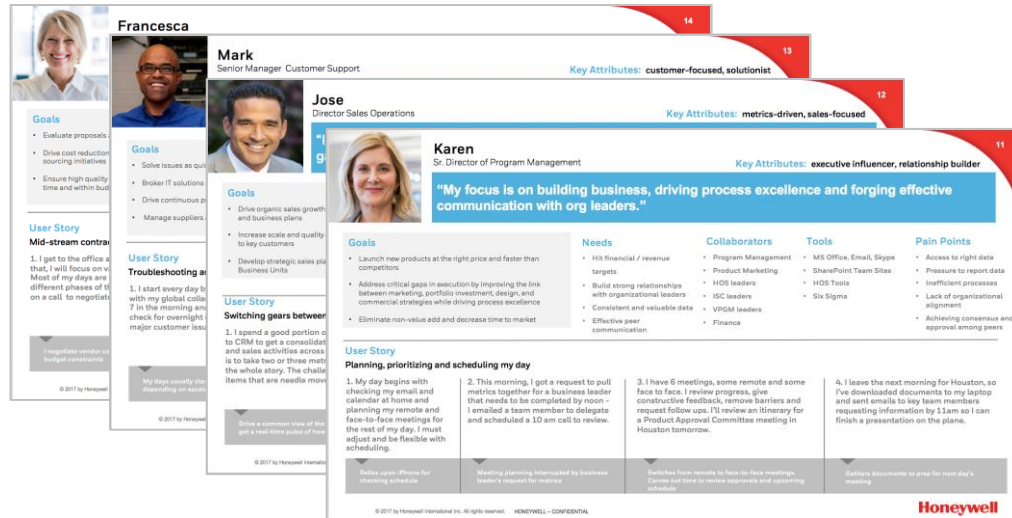 14
Francesca
Goals
• Evaluate proposals
• Drive cost reduction
sourcing initiatives
• Ensure high quality
time and within bud
User Story
Mid-stream contrac
1. I get to the office a
that, I will focus on v
Most of my days are
different phases of th
on a call to negotiate
I negotiate vendor co
budget constraints
© 2017 by Honeywell
13
Mark
Senior Manager Customer Support
Key Attributes: customer-focused, solutionist
Goals
• Solve issues as quic
• Broker IT solutions
• Drive continuous p
• Manage suppliers
User Story
Troubleshooting a
1. I start every day b
with my global colle
7 in the morning and
check for overnight
major customer issu
My days usually star
depending on escala
© 2017 by Honeywell
12
Jose
Director Sales Operations
Key Attributes: metrics-driven, sales-focused
Goals
• Drive organic sales growth
and business plans
• Increase scale and quality
to key customers
• Develop strategic sales pla
Business Units
User Story
Switching gears between
1. I spend a good portion o
to CRM to get a consolidat
and sales activities across
is to take two or three metr
the whole story. The challe
items that are needle mov
Drive a common view of the
get a real-time pulse of how
© 2017 by Honeywell Internation
11
Karen
Sr. Director of Program Management
Key Attributes: executive influencer, relationship builder
"My focus is on building business, driving process excellence and forging effective
communication with org leaders."
Goals
• Launch new products at the right price and faster than
competitors
• Address critical gaps in execution by improving the link
between marketing, portfolio investment, design, and
commercial strategies while driving process excellence
• Eliminate non-value add and decrease time to market
Needs
• Hit financial / revenue
targets
• Build strong relationships
with organizational leaders
• Consistent and valuable data
• Effective peer
communication
Collaborators
• Program Management
• Product Marketing
• HOS leaders
• ISC leaders
• VPGM leaders
• Finance
Tools
• MS Office, Email, Skype
• SharePoint Team Sites
• HOS Tools
• Six Sigma
Pain Points
• Access to right data
• Pressure to report data
• Inefficient processes
• Lack of organizational
alignment
• Achieving consensus and
approval among peers
User Story
Planning, prioritizing and scheduling my day
1. My day begins with
checking my email and
calendar at home and
planning my remote and
face-to-face meetings for
the rest of my day. I must
adjust and be flexible with
scheduling.
2. This morning, I got a request to pull
metrics together for a business leader
that needs to be completed by noon -
I emailed a team member to delegate
and scheduled a 10 am call to review.
3. I have 6 meetings, some remote and some
face to face. I review progress, give
constructive feedback, remove barriers and
request follow ups. I'll review an itinerary for
a Product Approval Committee meeting in
Houston tomorrow.
4. I leave the next morning for Houston, so
I've downloaded documents to my laptop
and sent emails to key team members
requesting information by 11am so I can
finish a presentation on the plane.
Relies upon iPhone for
checking schedule
Meeting planning interrupted by business
leader's request for metrics
Switches from remote to face-to-face meetings.
Carves out time to review approvals and upcoming
schedule
Gathers documents to prep for next day's
meeting
© 2017 by Honeywell International Inc. All rights reserved. HONEYWELL - CONFIDENTIAL
Honeywell